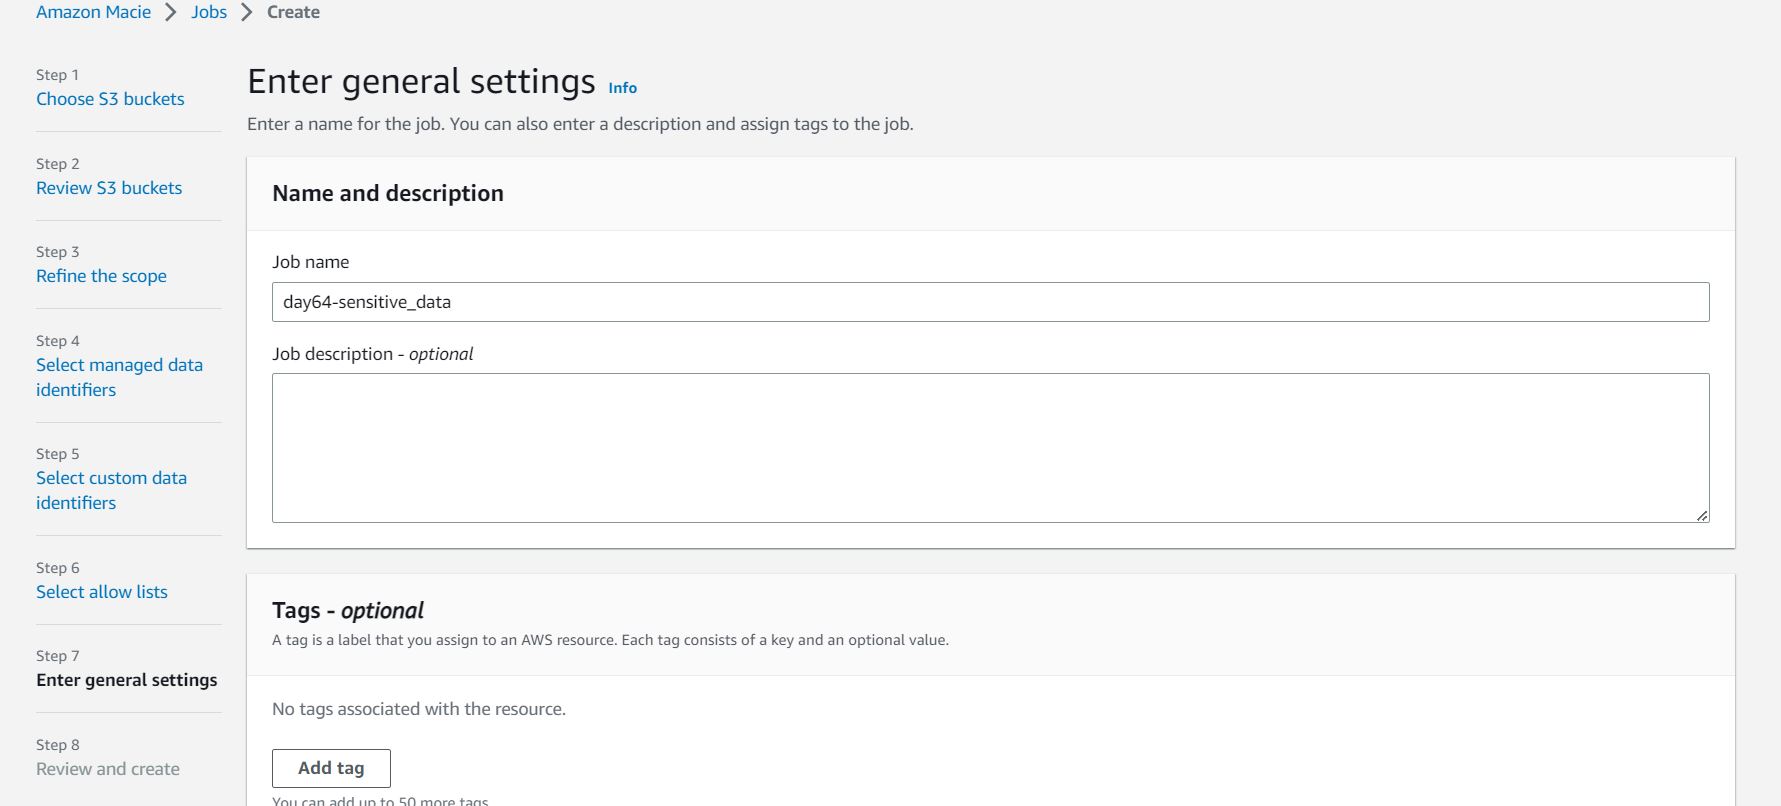 Amazon Macie > Jobs > Create
Step 1
Choose S3 buckets
Step 2
Review S3 buckets
Step 3
Refine the scope
Step 4
Select managed data
identifiers
Step 5
Select custom data
identifiers
Step 6
Select allow lists
Step 7
Enter general settings
Step 8
Review and create
Enter general settings Info
Enter a name for the job. You can also enter a description and assign tags to the job.
Name and description
Job name
day64-sensitive_data
Job description - optional
Tags - optional
A tag is a label that you assign to an AWS resource. Each tag consists of a key and an optional value.
No tags associated with the resource.
Add tag
You can add up to 50 more tags